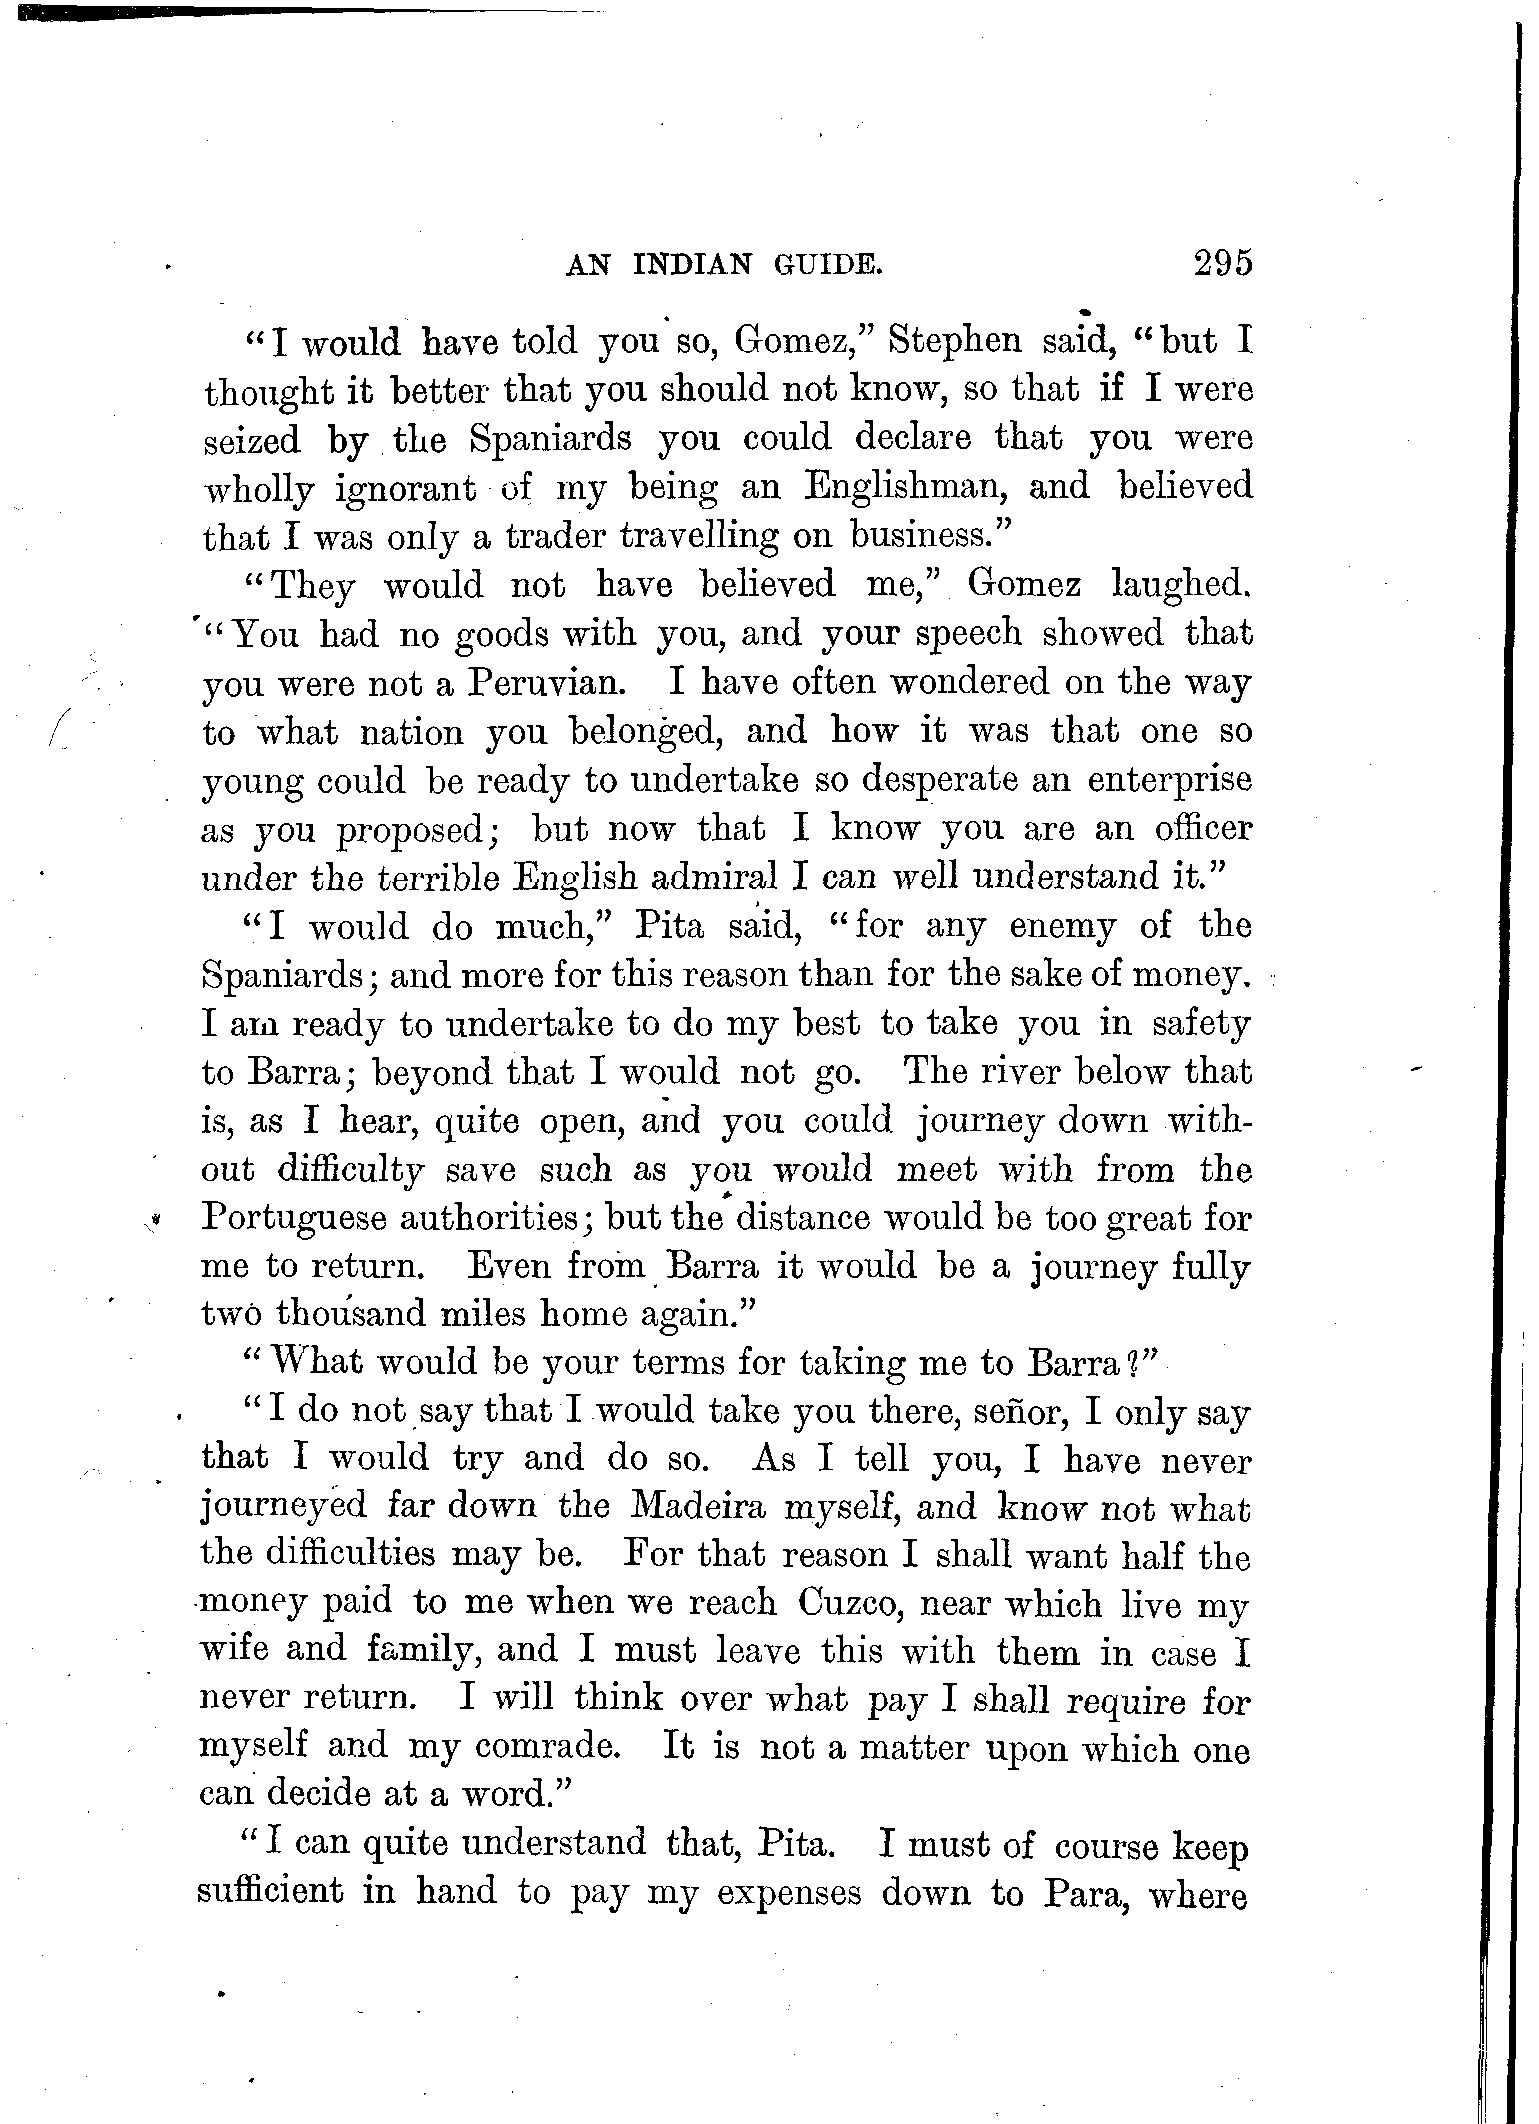 AN INDIAN GUIDE. 295
“I would have told you so, Gomez,” Stephen said, “but I
thought it better that you should not know, so that if I were
seized by the Spaniards you could declare that you were
wholly ignorant of my being an Englishman, and believed
that I was only a trader travelling on business.”
“They would not have believed me,” Gomez laughed.
“You had no goods with you, and your speech showed that
you were not a Peruvian. I have often wondered on the way
to what nation you belonged, and how it was that one so
young could be ready to undertake so desperate an enterprise
as you proposed; but now that I know you are an officer
under the terrible English admiral I can well understand it.”
“I would do much,” Pita said, “for any enemy of the
Spaniards; and more for this reason than for the sake of money.
I am ready to undertake to do my best to take you in safety
to Barra; beyond that I would not go. The river below that
is, as I hear, quite open, and you could journey down with-
out difficulty save such as you would meet with from the
Portuguese authorities; but the distance would be too great for
me to return. Even from Barra it would be a journey fully
two thousand miles home again.”
“What would be your terms for taking me to Barra?”
“I do not say that I would take you there, señor, I only say
that I would try and do so. As I tell you, I have never
journeyed far down the Madeira myself, and know not what
the difficulties may be. For that reason I shall want half the
money paid to me when we reach Cuzco, near which live my
wife and family, and I must leave this with them in case I
never return. I will think over what pay I shall require for
myself and my comrade. It is not a matter upon which one
can decide at a word.”
“I can quite understand that, Pita. I must of course keep
sufficient in hand to pay my expenses down to Para, where